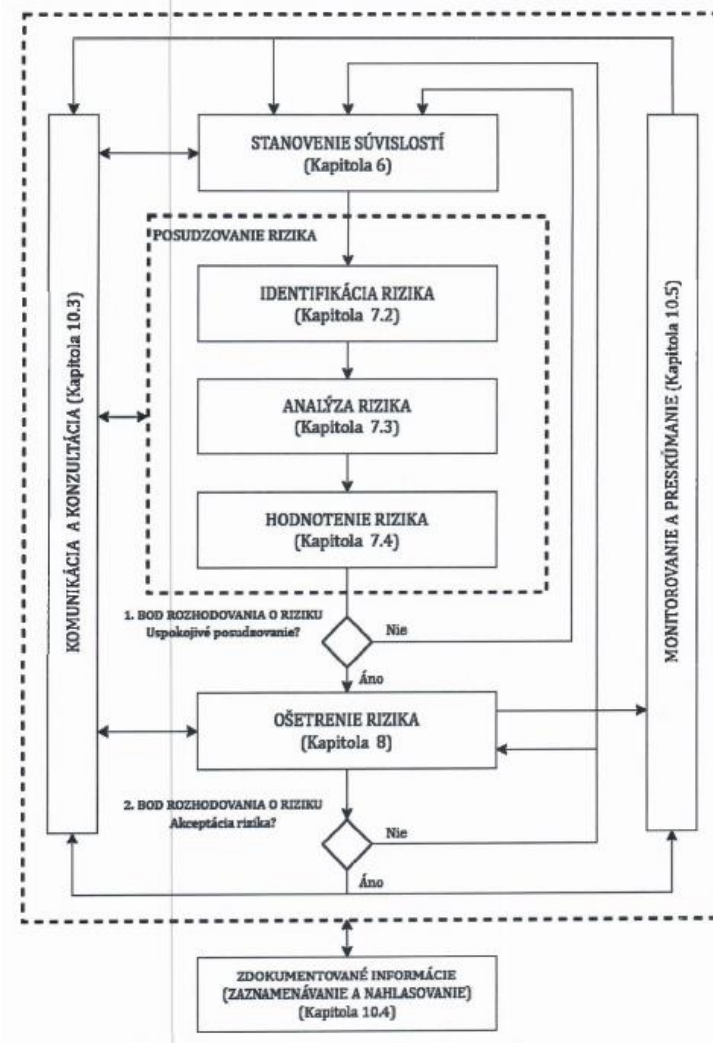 STANOVENIE SÚVISLOSTÍ
(Kapitola 6)
POSUDZOVANIE RIZIKA
IDENTIFIKÁCIA RIZIKA
(Kapitola 7.2)
ANALÝZA RIZIKA
(Kapitola 7.3)
HODNOTENIE RIZIKA
(Kapitola 7.4)
KOMUNIKÁCIA A KONZULTÁCIA (Kapitola 10.3)
MONITOROVANIE A PRESKÚMANIE (Kapitola 10.5)
1. BOD ROZHODOVANIA O RIZIKU
Uspokojivé posudzovanie?
Nie
Áno
OŠETRENIE RIZIKA
(Kapitola 8)
2. BOD ROZHODOVANIA O RIZIKU
Akceptácia rizika?
Nie
Áno
ZDOKUMENTOVANÉ INFORMÁCIE
(ZAZNAMENÁVANIE A NAHLASOVANIE)
(Kapitola 10.4)